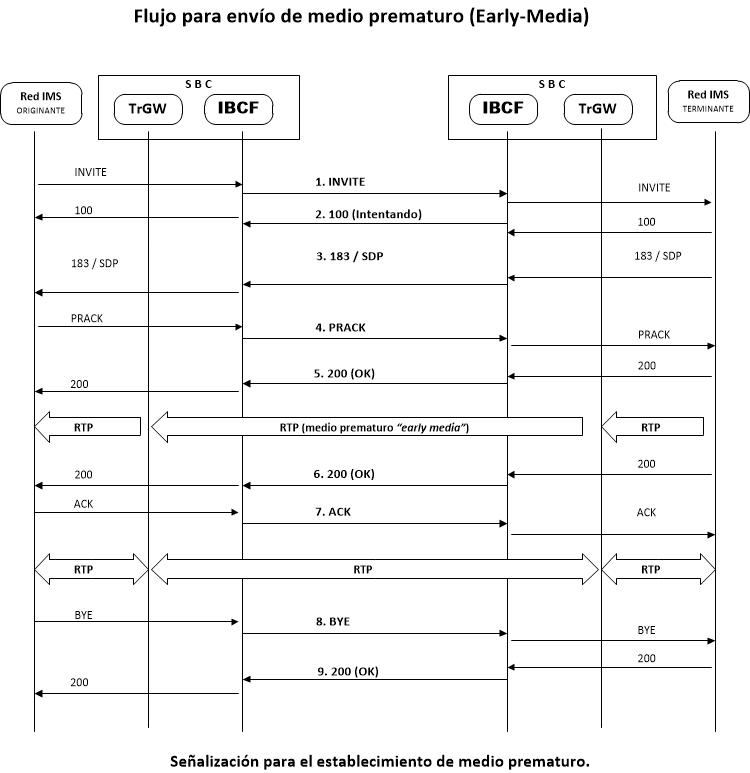 Flujo para envío de medio prematuro (Early-Media)
S B C
S B C
Red IMS
ORIGINANTE
TrGW
IBCF
IBCF
TrGW
Red IMS
TERMINANTE
INVITE
1. INVITE
INVITE
100
2. 100 (Intentando)
100
183 / SDP
3. 183 / SDP
183 / SDP
PRACK
4. PRACK
PRACK
200
5. 200 (OK)
200
RTP
RTP (medio prematuro “early media”)
RTP
200
6. 200 (OK)
200
ACK
7. ACK
ACK
RTP
RTP
RTP
BYE
8. BYE
BYE
200
9. 200 (OK)
200
Señalización para el establecimiento de medio prematuro.